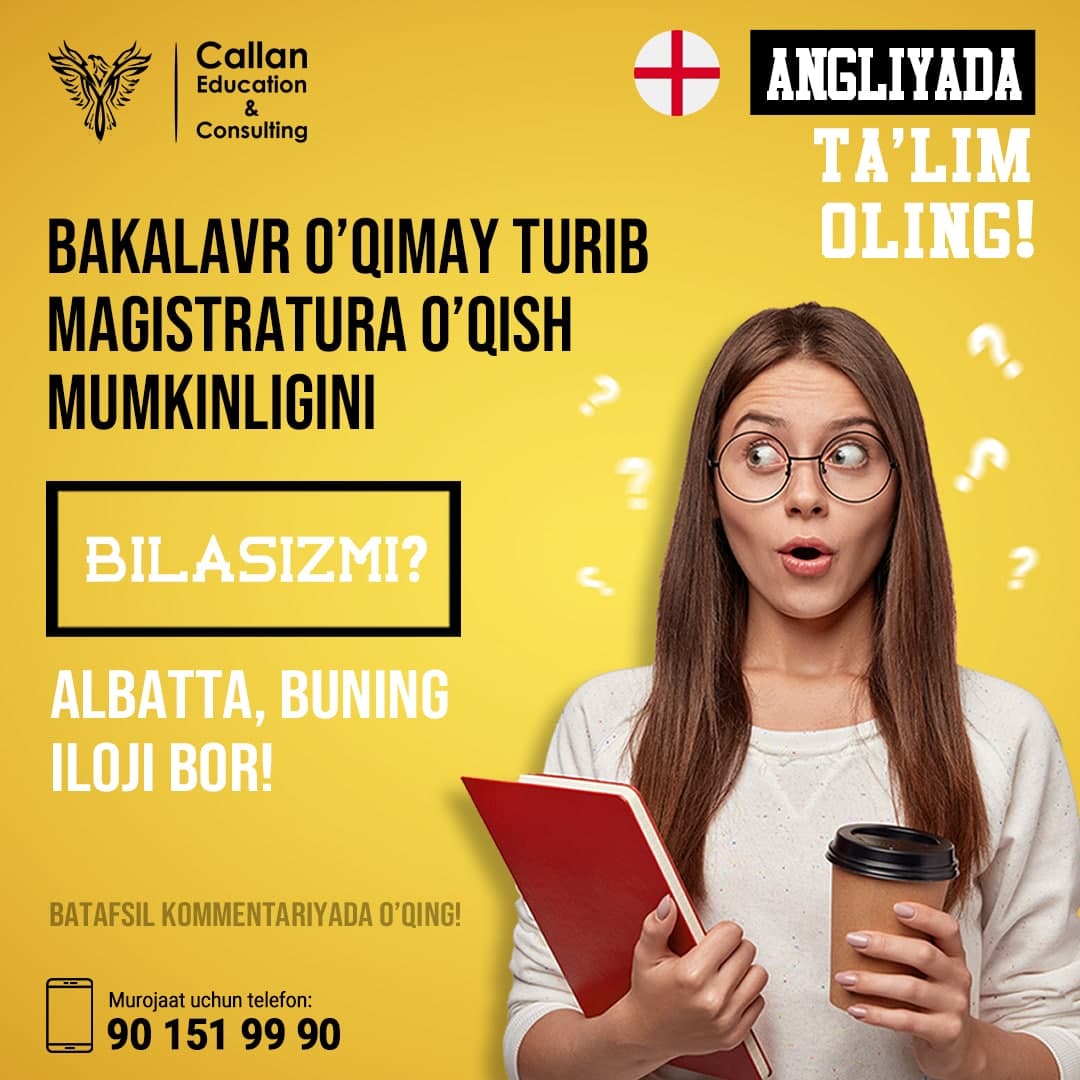 Callan
Education
&
Consulting
ANGLIYADA
TA'LIM
OLING!
BAKALAVR O'QIMAY TURIB
MAGISTRATURA O'QISH
MUMKINLIGINI
BILASIZMI?
ALBATTA, BUNING
ILOJI BOR!
BATAFSIL KOMMENTARIYADA O'QING!
Murojaat uchun telefon:
90 151 99 90